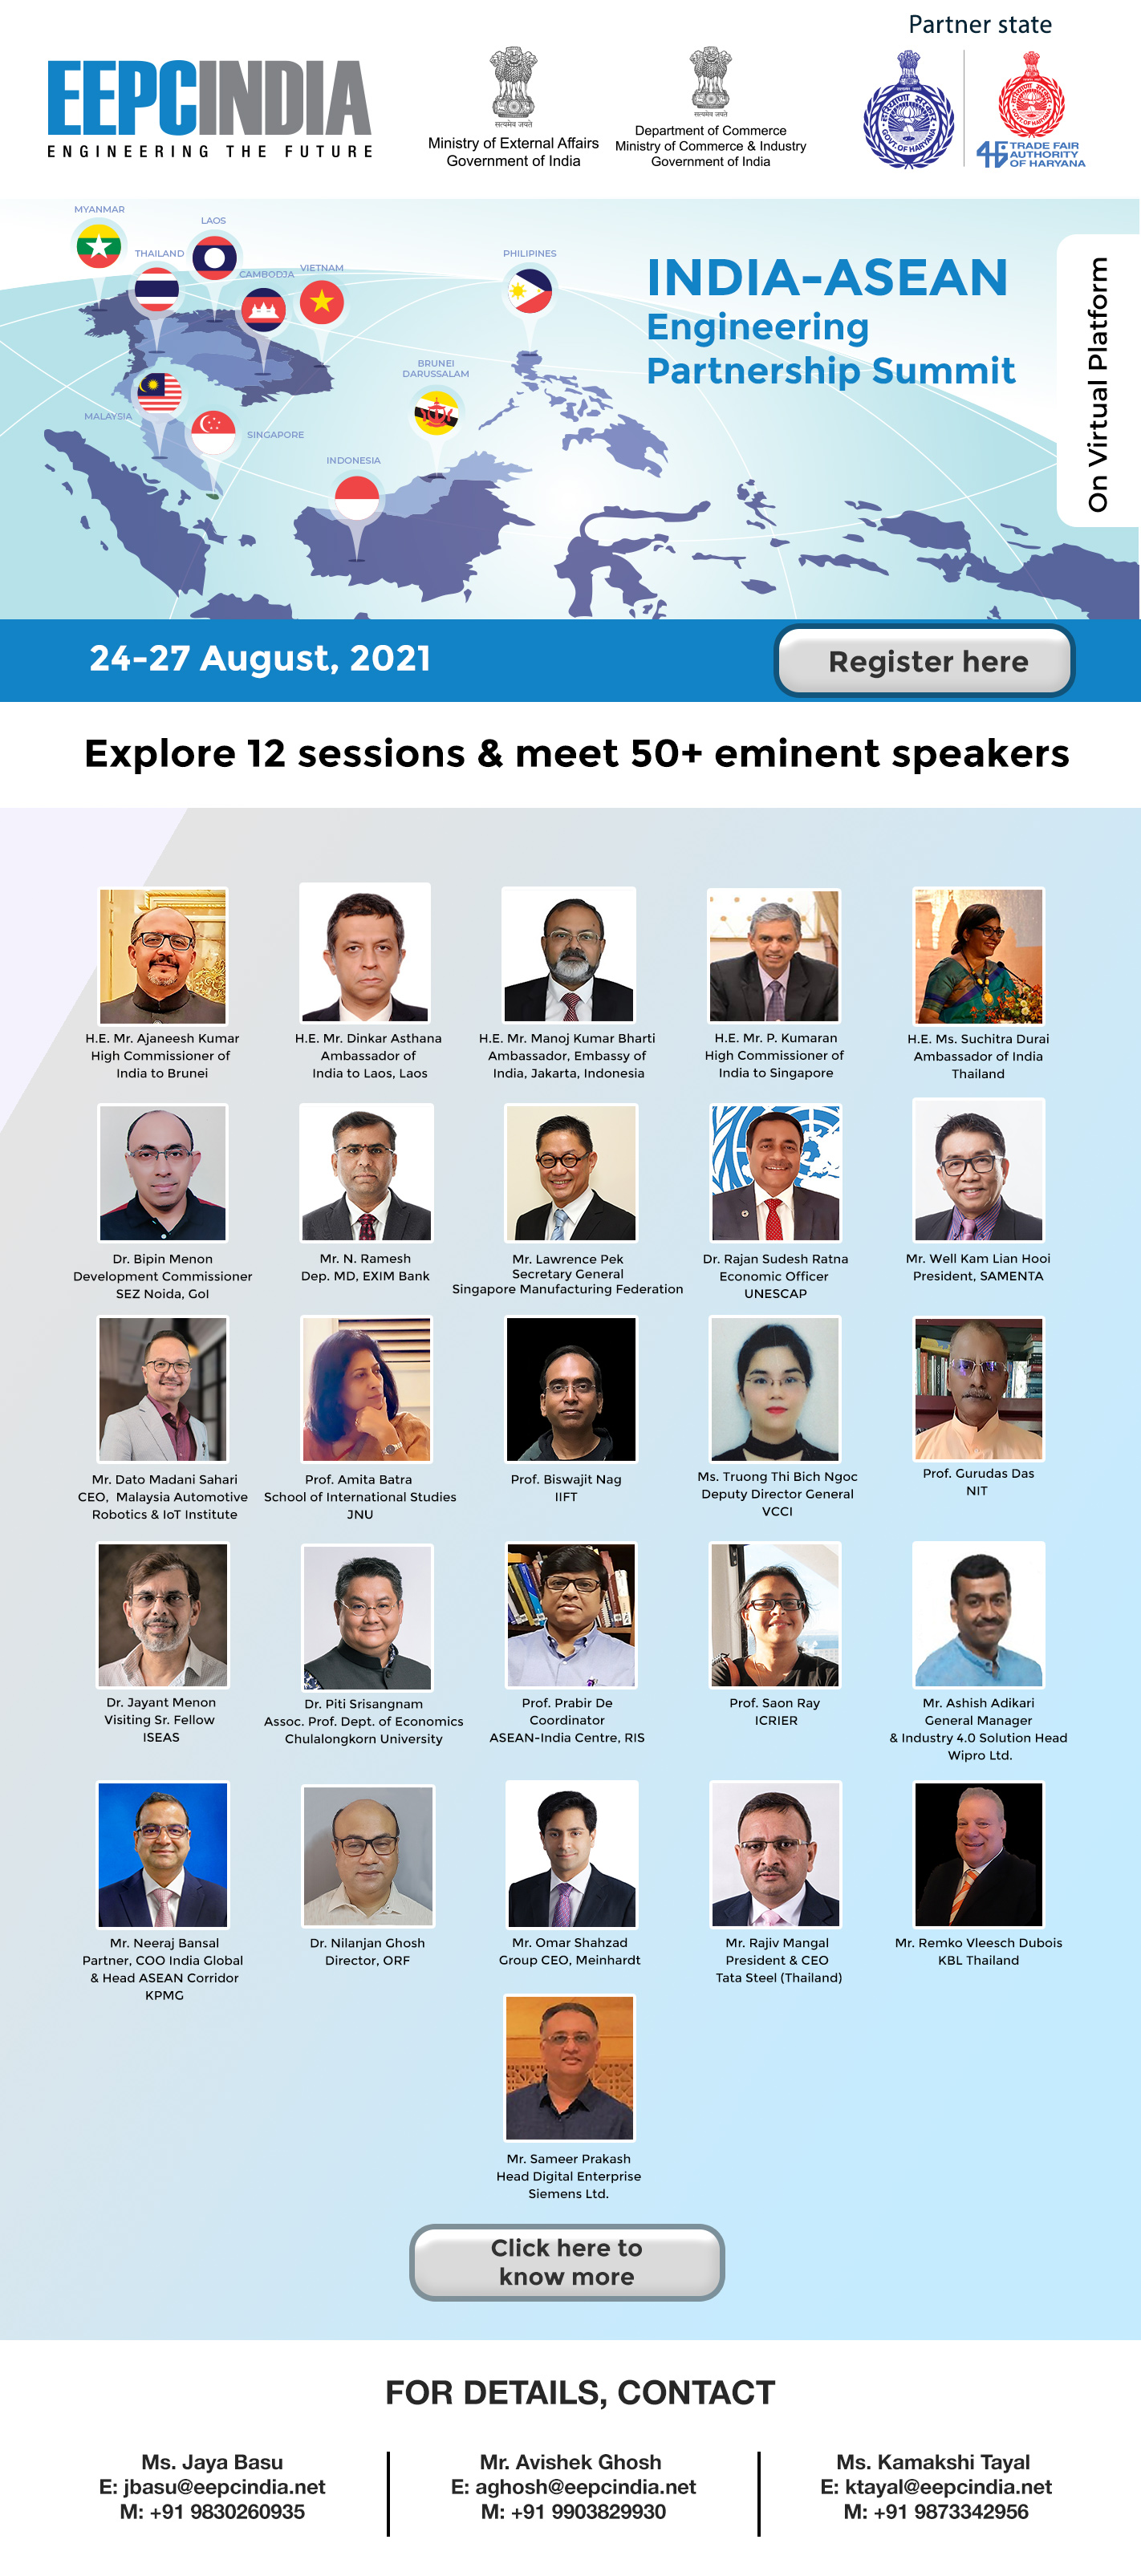 Partner state
EEPCINDIA
ENGINEERING THE FUTURE
सत्यमेव जयते
Ministry of External Affairs
Government of India
सत्यमेव जयते
Department of Commerce
Ministry of Commerce & Industry
Government of India
GOVT. OF HARYANA
TRADE FAIR
AUTHORITY
OF HARYANA
MYANMAR
LAOS
THAILAND
CAMBODJA
VIETNAM
PHILIPINES
BRUNEI
DARUSSALAM
MALAYSIA
SINGAPORE
INDONESIA
INDIA-ASEAN
Engineering
Partnership Summit
On Virtual Platform
24-27 August, 2021
Register here
Explore 12 sessions & meet 50+ eminent speakers
H.E. Mr. Ajaneesh Kumar
High Commissioner of
India to Brunei
H.E. Mr. Dinkar Asthana
Ambassador of
India to Laos, Laos
H.E. Mr. Manoj Kumar Bharti
Ambassador, Embassy of
India, Jakarta, Indonesia
H.E. Mr. P. Kumaran
High Commissioner of
India to Singapore
H.E. Ms. Suchitra Durai
Ambassador of India
Thailand
Dr. Bipin Menon
Development Commissioner
SEZ Noida, GoI
Mr. N. Ramesh
Dep. MD, EXIM Bank
Mr. Lawrence Pek
Secretary General
Singapore Manufacturing Federation
Dr. Rajan Sudesh Ratna
Economic Officer
UNESCAP
Mr. Well Kam Lian Hooi
President, SAMENTA
Mr. Dato Madani Sahari
CEO, Malaysia Automotive
Robotics & IoT Institute
Prof. Amita Batra
School of International Studies
JNU
Prof. Biswajit Nag
IIFT
Ms. Truong Thi Bich Ngoc
Deputy Director General
VCCI
Prof. Gurudas Das
NIT
Dr. Jayant Menon
Visiting Sr. Fellow
ISEAS
Dr. Piti Srisangnam
Assoc. Prof. Dept. of Economics
Chulalongkorn University
Prof. Prabir De
Coordinator
ASEAN-India Centre, RIS
Prof. Saon Ray
ICRIER
Mr. Ashish Adikari
General Manager
& Industry 4.0 Solution Head
Wipro Ltd.
Mr. Neeraj Bansal
Partner, COO India Global
& Head ASEAN Corridor
KPMG
Dr. Nilanjan Ghosh
Director, ORF
Mr. Omar Shahzad
Group CEO, Meinhardt
Mr. Rajiv Mangal
President & CEO
Tata Steel (Thailand)
Mr. Remko Vleesch Dubois
KBL Thailand
Mr. Sameer Prakash
Head Digital Enterprise
Siemens Ltd.
Click here to
know more
FOR DETAILS, CONTACT
Ms. Jaya Basu
E: jbasu@eepcindia.net
M: +91 9830260935
Mr. Avishek Ghosh
E: aghosh@eepcindia.net
M: +91 9903829930
Ms. Kamakshi Tayal
E: ktayal@eepcindia.net
M: +91 9873342956